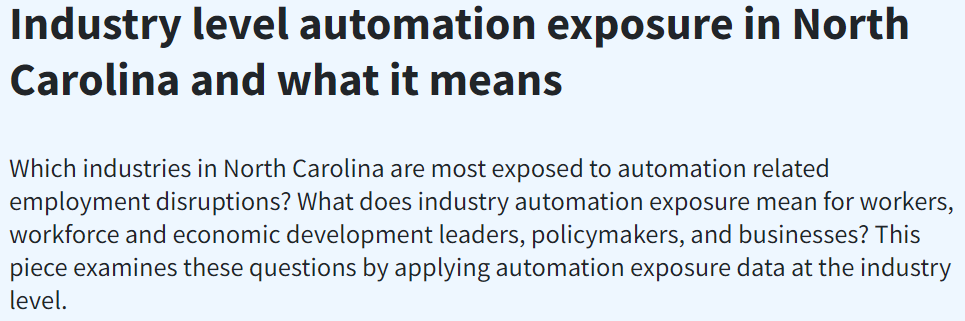 Industry level automation exposure in North
Carolina and what it means
Which industries in North Carolina are most exposed to automation related
employment disruptions? What does industry automation exposure mean for workers,
workforce and economic development leaders, policymakers, and businesses? This
piece examines these questions by applying automation exposure data at the industry
level.